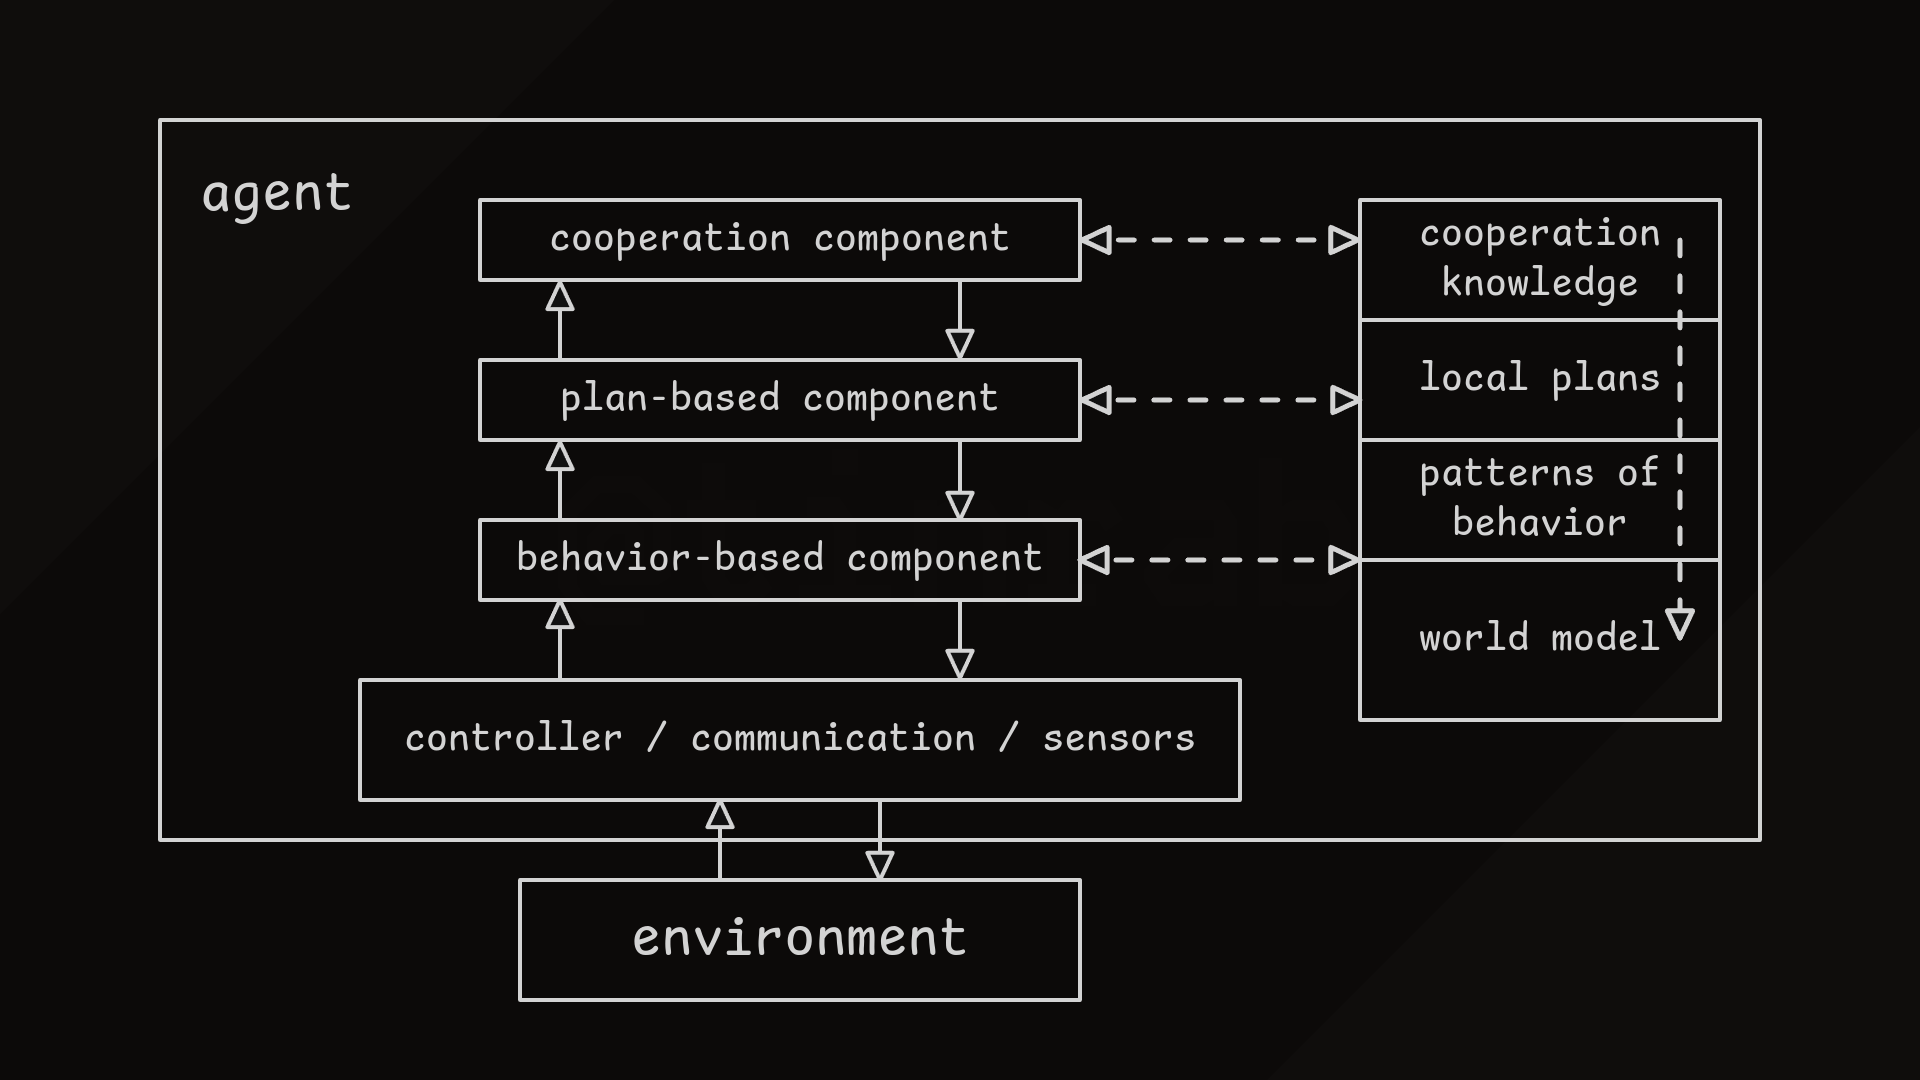 agent
cooperation component
cooperation
knowledge
plan-based component
local plans
patterns of
behavior
behavior-based component
world model
controller / communication / sensors
environment